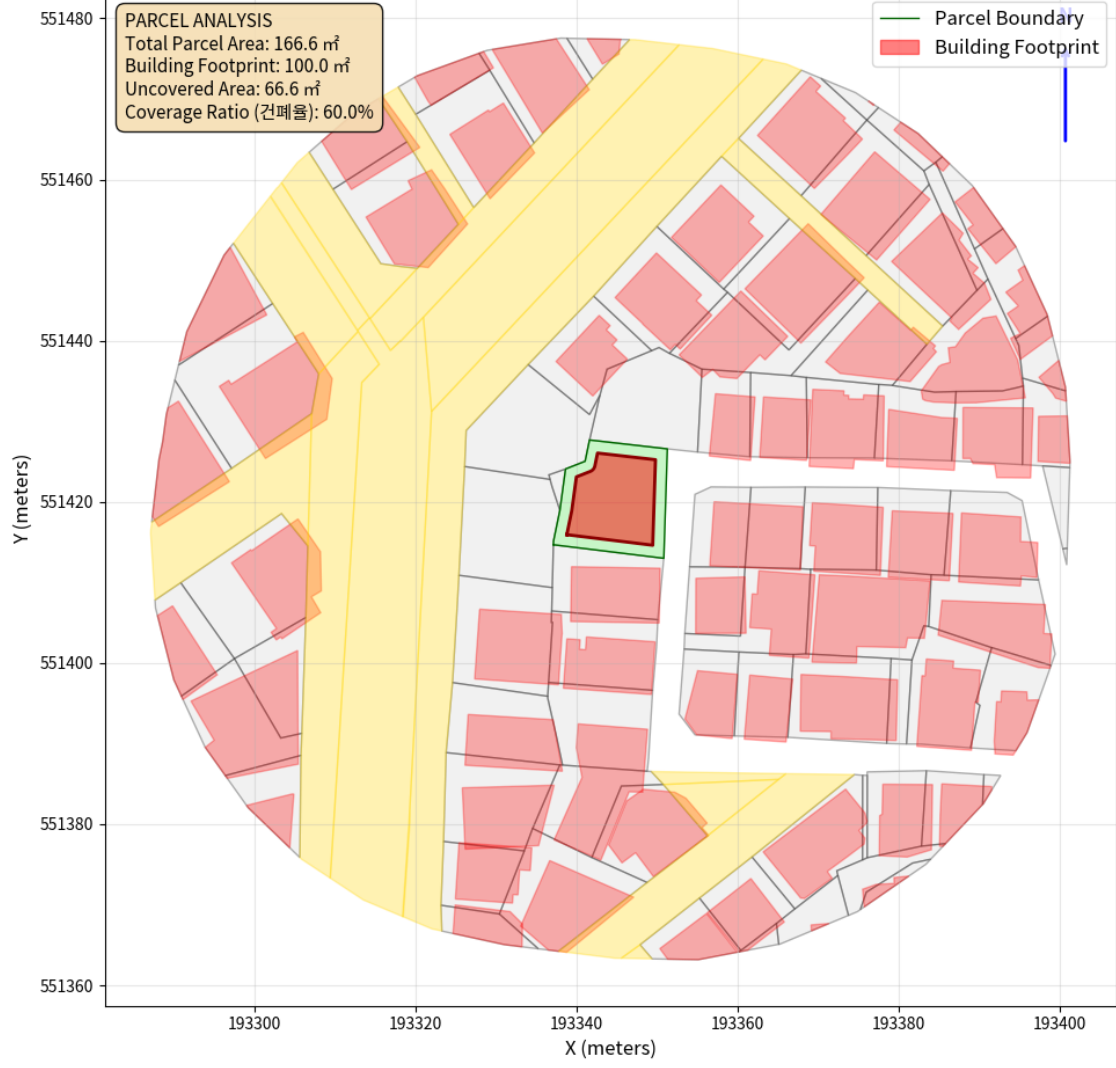 PARCEL ANALYSIS
Total Parcel Area: 166.6 ㎡
Building Footprint: 100.0 ㎡
Uncovered Area: 66.6 ㎡
Coverage Ratio (건폐율): 60.0%
Parcel Boundary
Building Footprint
N
551480
551460
551440
551420
551400
551380
551360
Y (meters)
193300
193320
193340
193360
193380
193400
X (meters)